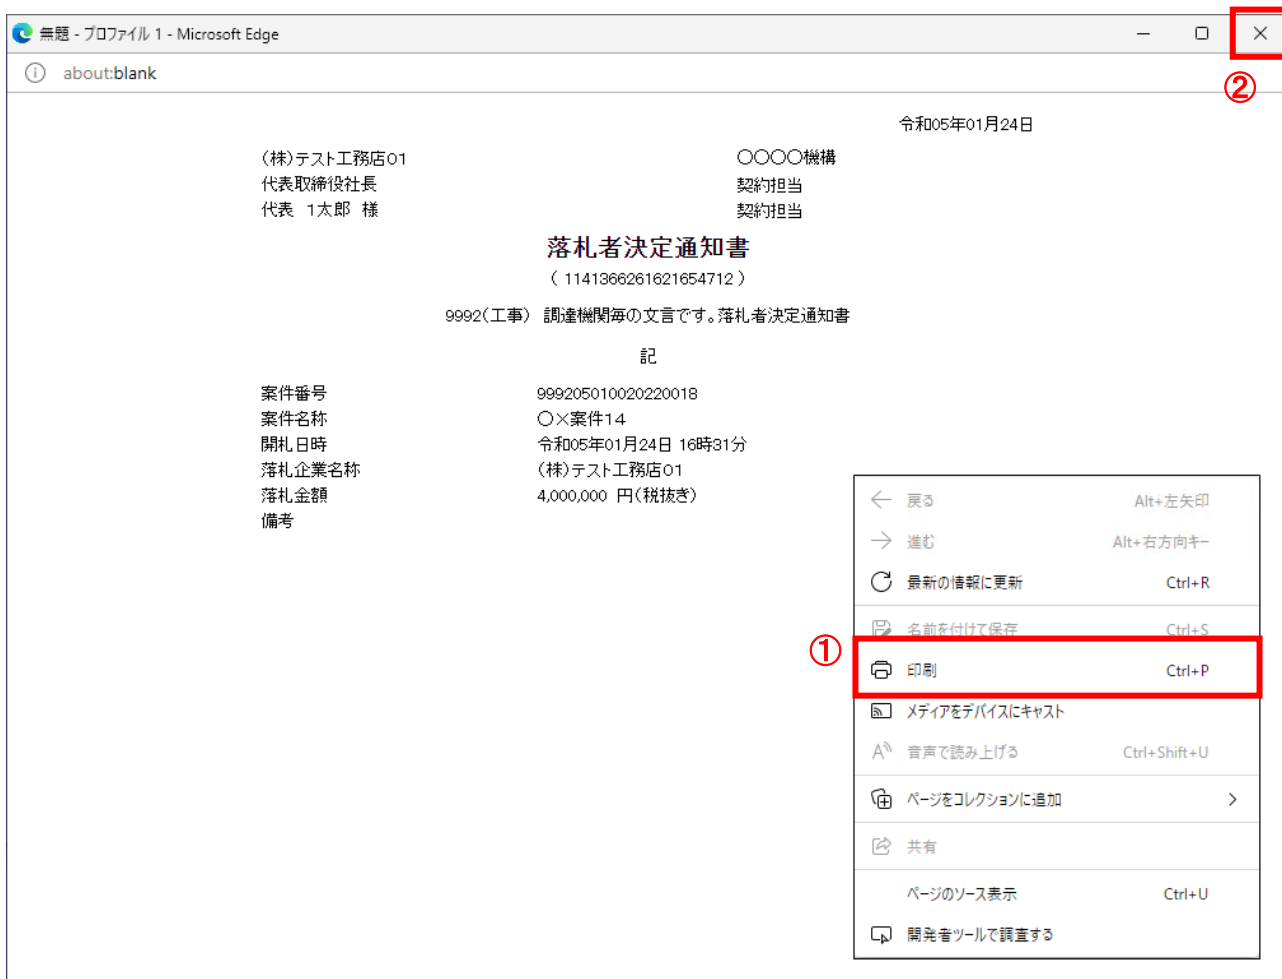 無題 - プロファイル 1 - Microsoft Edge
②
about:blank
令和05年01月24日
(株)テスト工務店01 〇〇〇〇機構
代表取締役社長 契約担当
代表 1太郎 様 契約担当
落札者決定通知書
( 1141366261621654712 )
9992(工事) 調達機関毎の文言です。落札者決定通知書
記
案件番号 999205010020220018
案件名称 〇×案件14
開札日時 令和05年01月24日 16時31分
落札企業名称 (株)テスト工務店01
落札金額 4,000,000 円(税抜き)
備考
戻る Alt+左矢印
進む Alt+右方向キー
最新の情報に更新 Ctrl+R
名前を付けて保存 Ctrl+S
① 印刷 Ctrl+P
メディアをデバイスにキャスト
音声で読み上げる Ctrl+Shift+U
ページをコレクションに追加
共有
ページのソース表示 Ctrl+U
開発者ツールで調査する